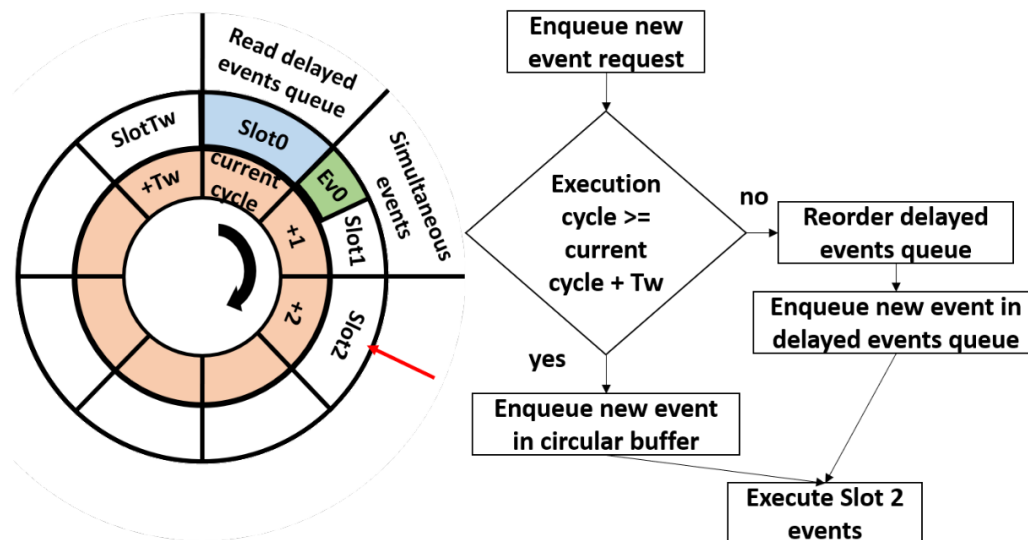 Read delayed
events queue
Simultaneous
events
SlotTw
Slot0
Ev0
Slot1
Slot2
+Tw
current
cycle
+1
+2
Enqueue new
event request
Execution
cycle >=
current
cycle + Tw
no
yes
Reorder delayed
events queue
Enqueue new event in
delayed events queue
Enqueue new event
in circular buffer
Execute Slot 2
events